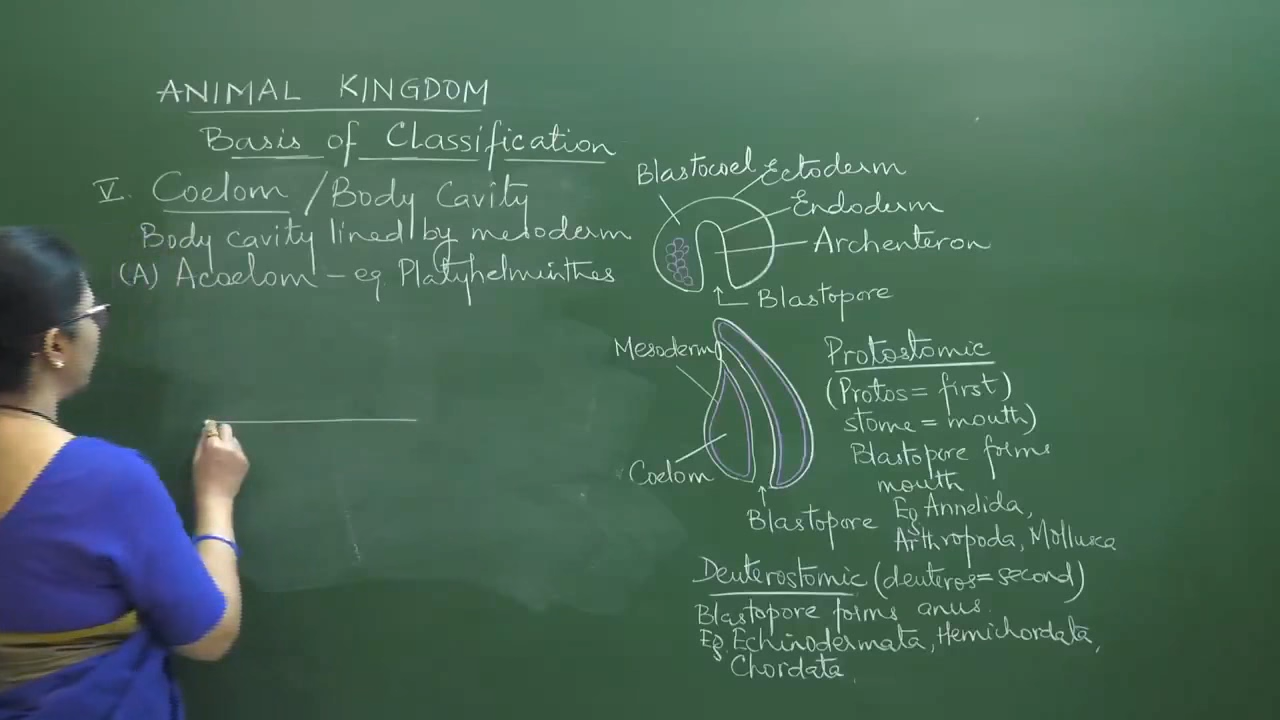 ANIMAL KINGDOM
Basis of Classification
V. Coelom / Body Cavity
Body cavity lined by mesoderm
(A) Acoelom – eg. Platyhelminthes
Blastocoel
Ectoderm
Endoderm
Archenteron
Blastopore
Mesoderm
Coelom
Blastopore
Protostomic
(Protos = first)
stome = mouth)
Blastopore forms
mouth
Eg Annelida,
Arthropoda, Mollusca
Deuterostomic (deuteros = second)
Blastopore forms anus.
Eg Echinodermata, Hemichordata,
Chordata.